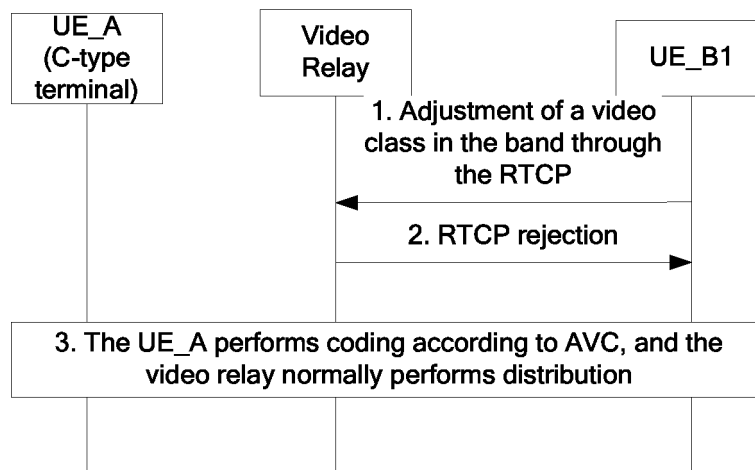 UE_A
(C-type
terminal)
Video
Relay
UE_B1
1. Adjustment of a video
class in the band through
the RTCP
2. RTCP rejection
3. The UE_A performs coding according to AVC, and the
video relay normally performs distribution